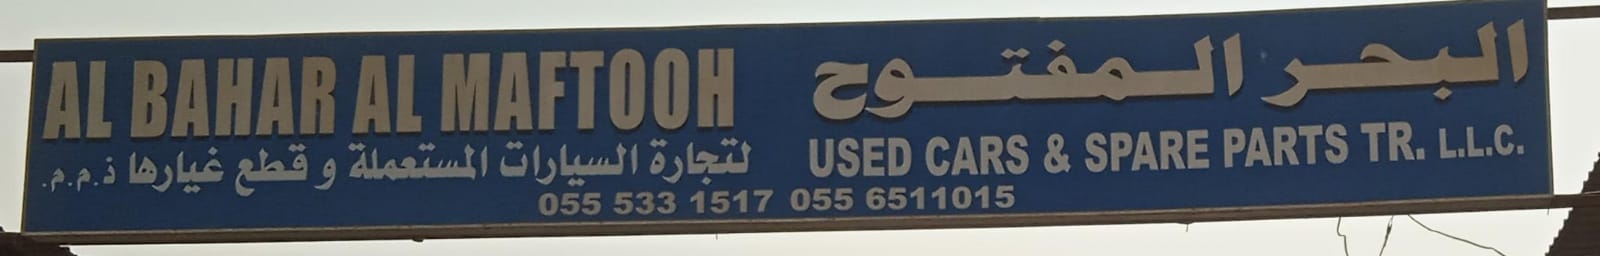 AL BAHAR AL MAFTOOH
البحر المفتوح
لتجارة السيارات المستعملة و قطع غيارها ذ.م.م.
USED CARS & SPARE PARTS TR. L.L.C.
055 533 1517 055 6511015